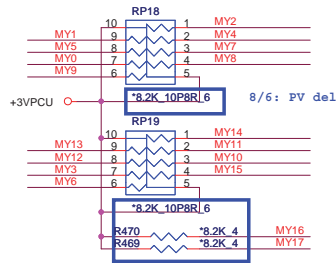 RP18
10 1 MY2
MY1 9 2 MY4
MY5 8 3 MY7
MY0 7 4 MY8
MY9 6 5
+3VPCU *8.2K_10P8R_6 8/6: PV del
RP19
10 1 MY14
MY13 9 2 MY11
MY12 8 3 MY10
MY3 7 4 MY15
MY6 6 5
*8.2K_10P8R_6
R470 *8.2K_4 MY16
R469 *8.2K_4 MY17